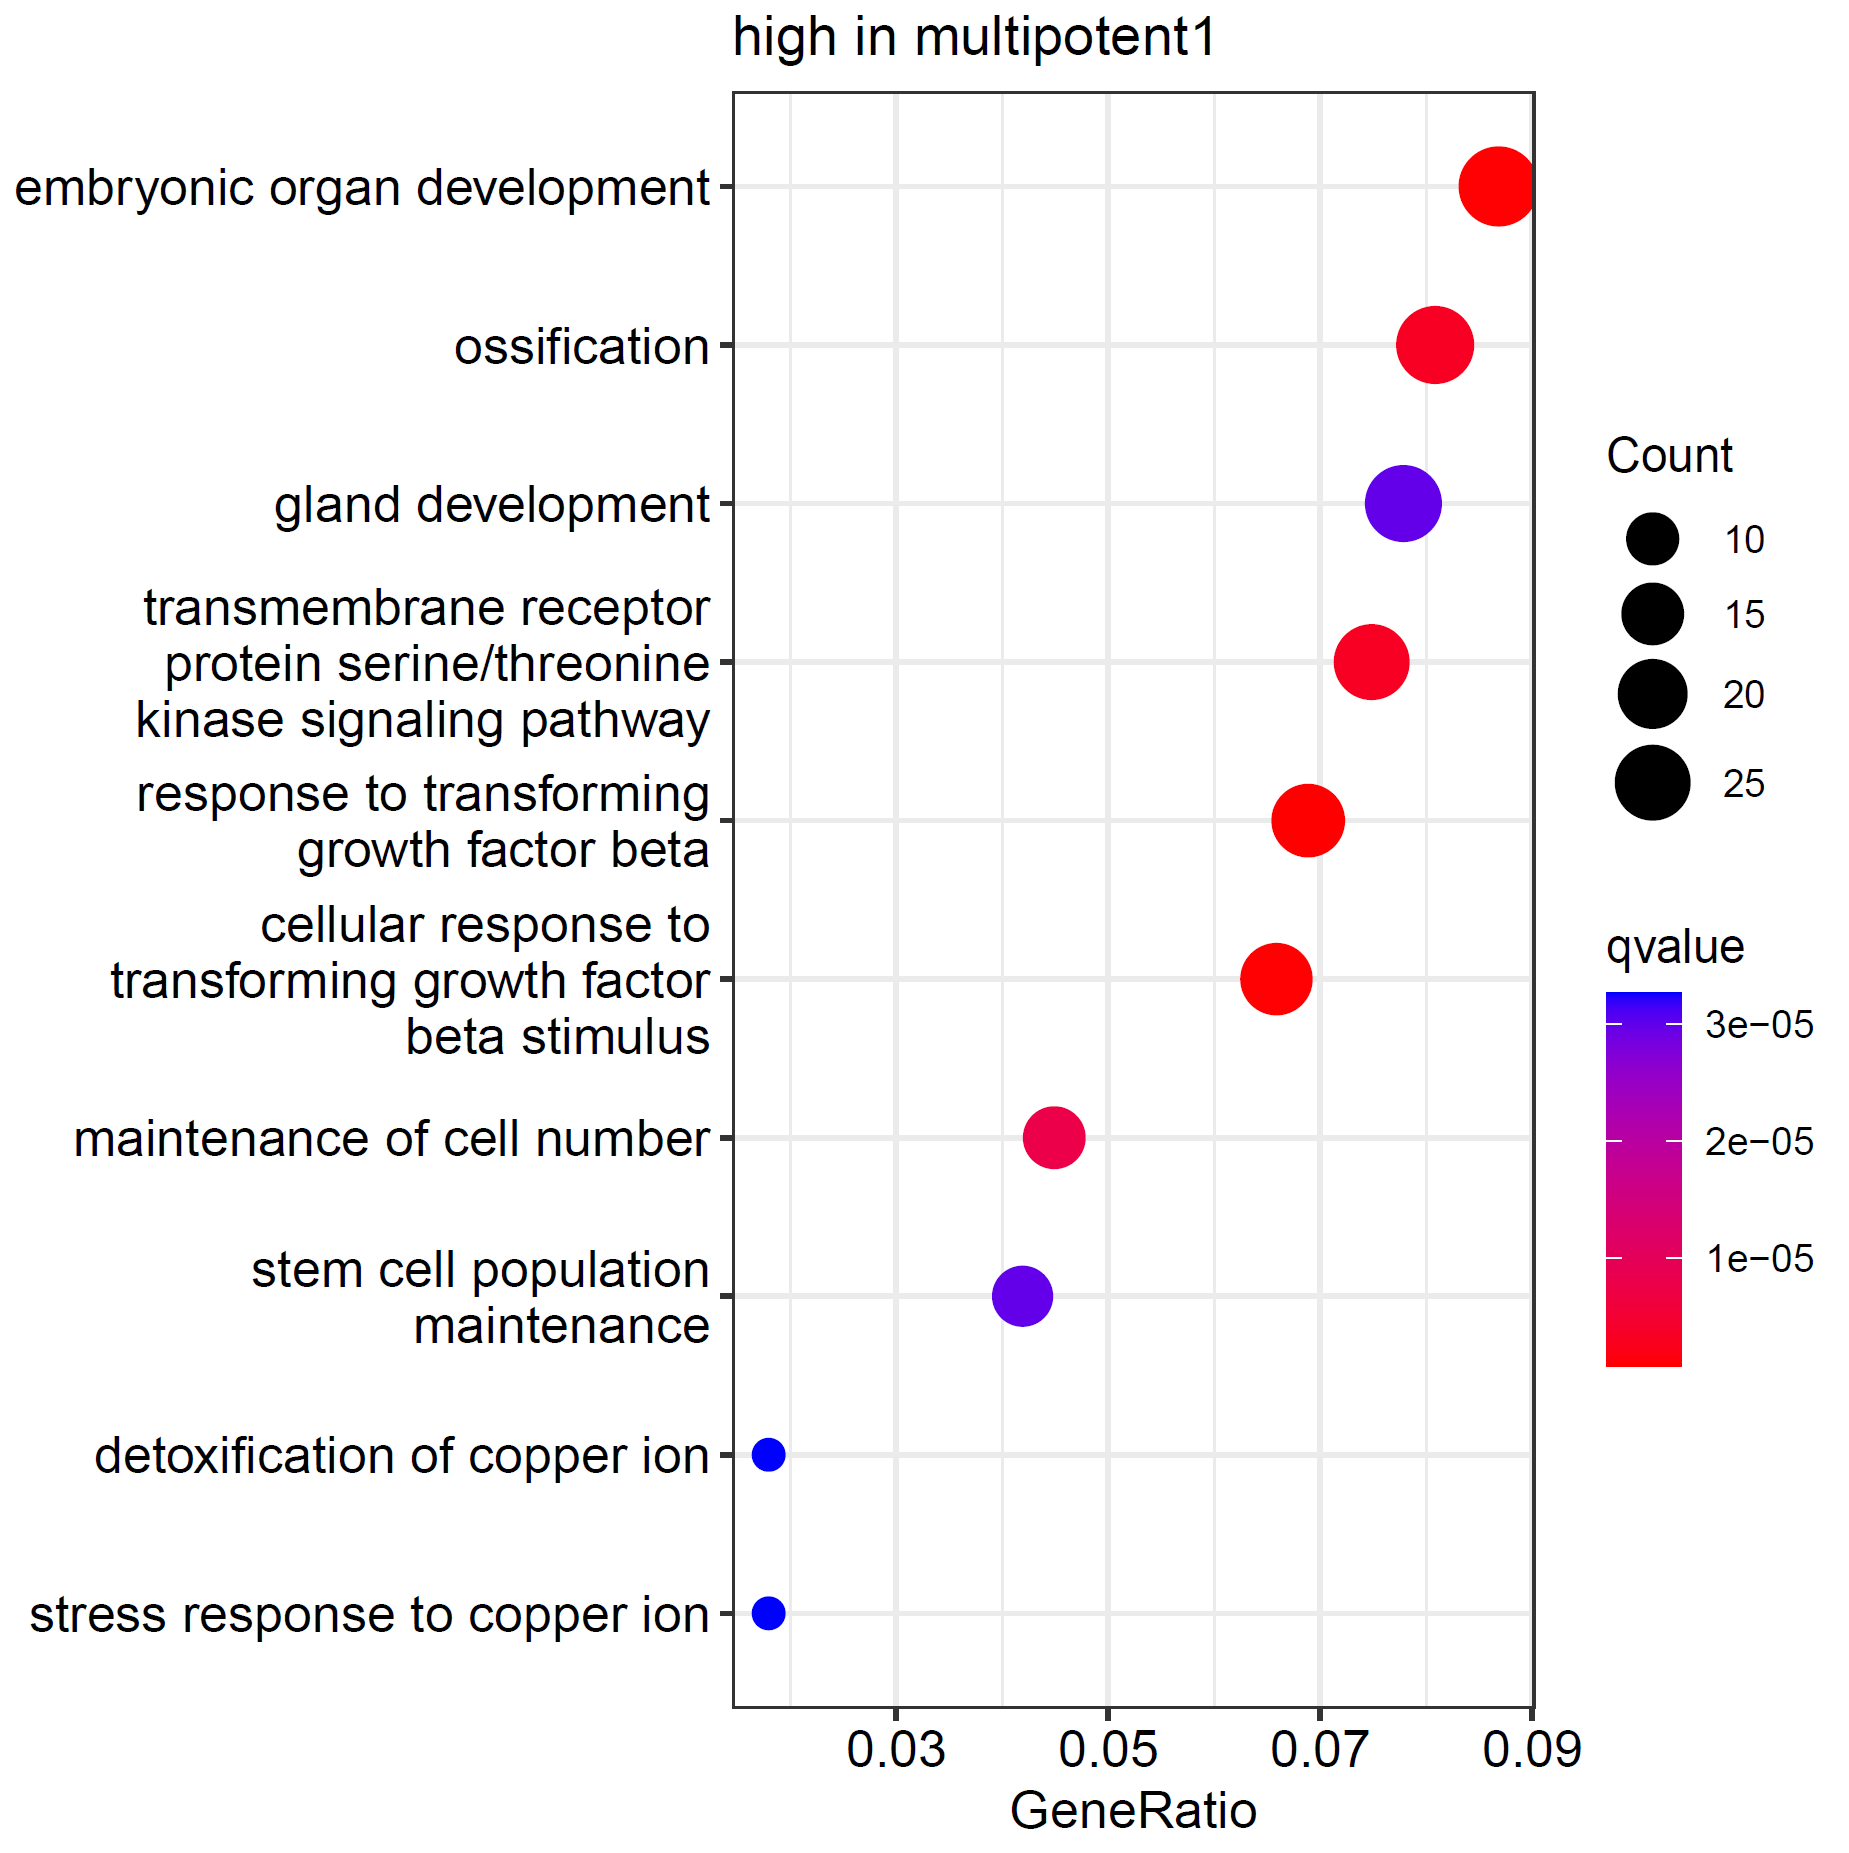 high in multipotent1
embryonic organ development
ossification
gland development
transmembrane receptor
protein serine/threonine
kinase signaling pathway
response to transforming
growth factor beta
cellular response to
transforming growth factor
beta stimulus
maintenance of cell number
stem cell population
maintenance
detoxification of copper ion
stress response to copper ion
0.03 0.05 0.07 0.09
GeneRatio
Count
10
15
20
25
qvalue
3e−05
2e−05
1e−05